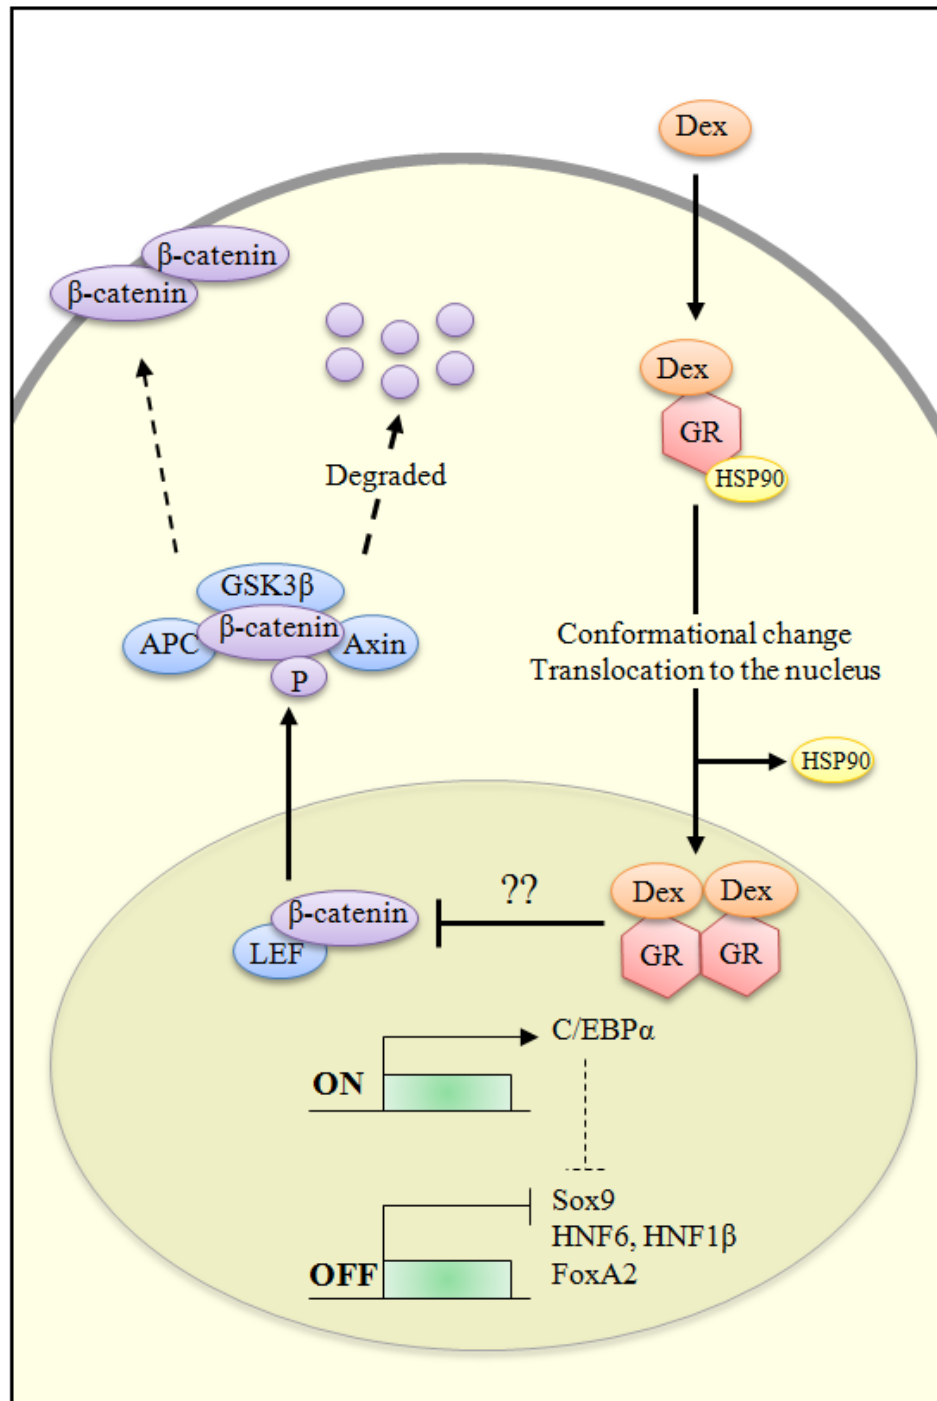 Dex
β-catenin
β-catenin
Dex
GR
HSP90
Degraded
GSK3β
β-catenin
APC
Axin
P
Conformational change
Translocation to the nucleus
HSP90
Dex
Dex
GR
GR
??
β-catenin
LEF
C/EBPα
ON
Sox9
HNF6, HNF1β
FoxA2
OFF